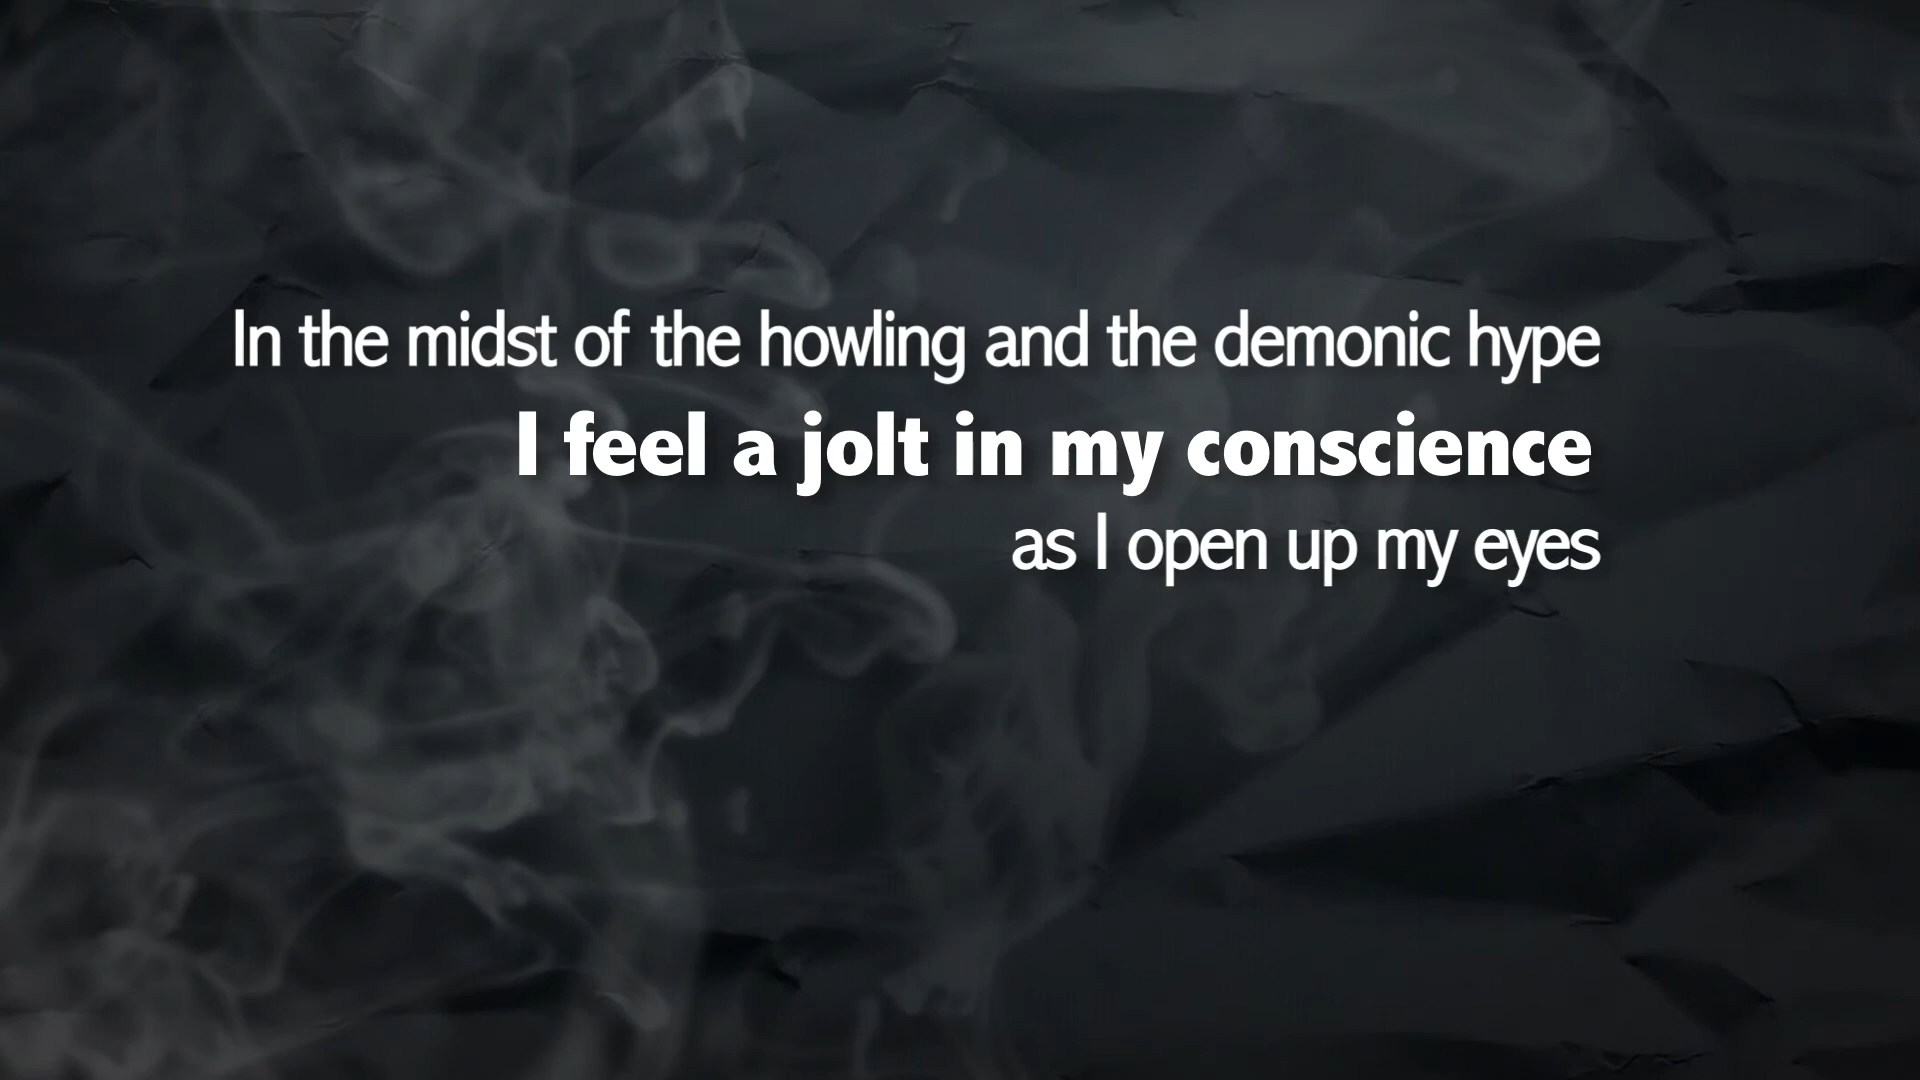 In the midst of the howling and the demonic hype
I feel a jolt in my conscience
as I open up my eyes